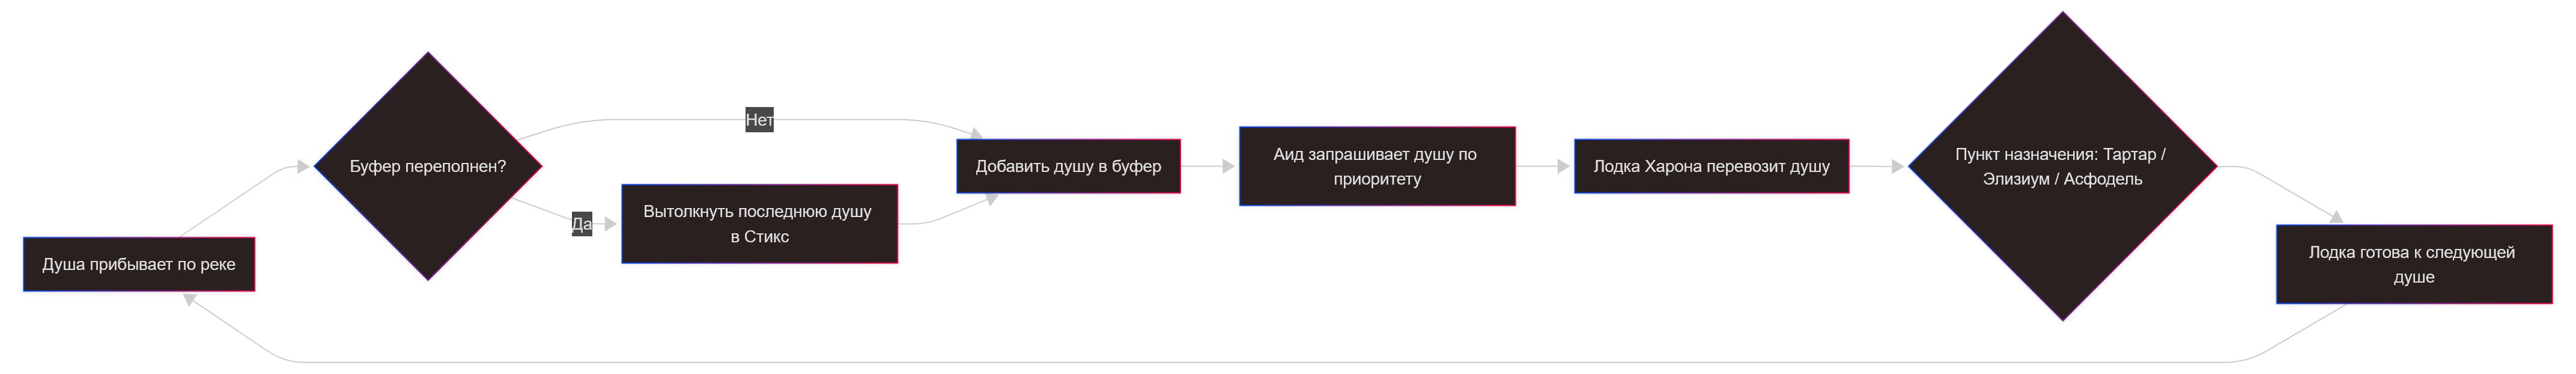 Душа прибывает по реке
Буфер переполнен?
Нет
Да
Вытолкнуть последнюю душу
в Стикс
Добавить душу в буфер
Аид запрашивает душу по
приоритету
Лодка Харона перевозит душу
Пункт назначения: Тартар /
Элизиум / Асфодель
Лодка готова к следующей
душе